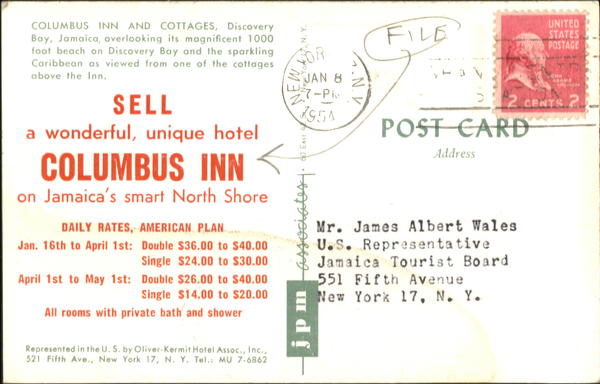 COLUMBUS INN AND COTTAGES, Discovery
Bay, Jamaica, overlooking its magnificent 1000
foot beach on Discovery Bay and the sparkling
Caribbean as viewed from one of the cottages
above the Inn.
SELL
a wonderful, unique hotel
COLUMBUS INN
on Jamaica's smart North Shore
DAILY RATES, AMERICAN PLAN
Jan. 16th to April 1st: Double $36.00 to $40.00
Single $24.00 to $30.00
April 1st to May 1st: Double $26.00 to $40.00
Single $14.00 to $20.00
All rooms with private bath and shower
Represented in the U. S. by Oliver-Kermit Hotel Assoc., Inc.,
521 Fifth Ave., New York 17, N. Y. Tel.: MU 7-6862
FILE
NEW YORK, N.Y.
JAN 8
7-PM
1954
UNITED
STATES
POSTAGE
2 CENTS 2
POST CARD
Address
jpm associates
Mr. James Albert Wales
U.S. Representative
Jamaica Tourist Board
551 Fifth Avenue
New York 17, N. Y.